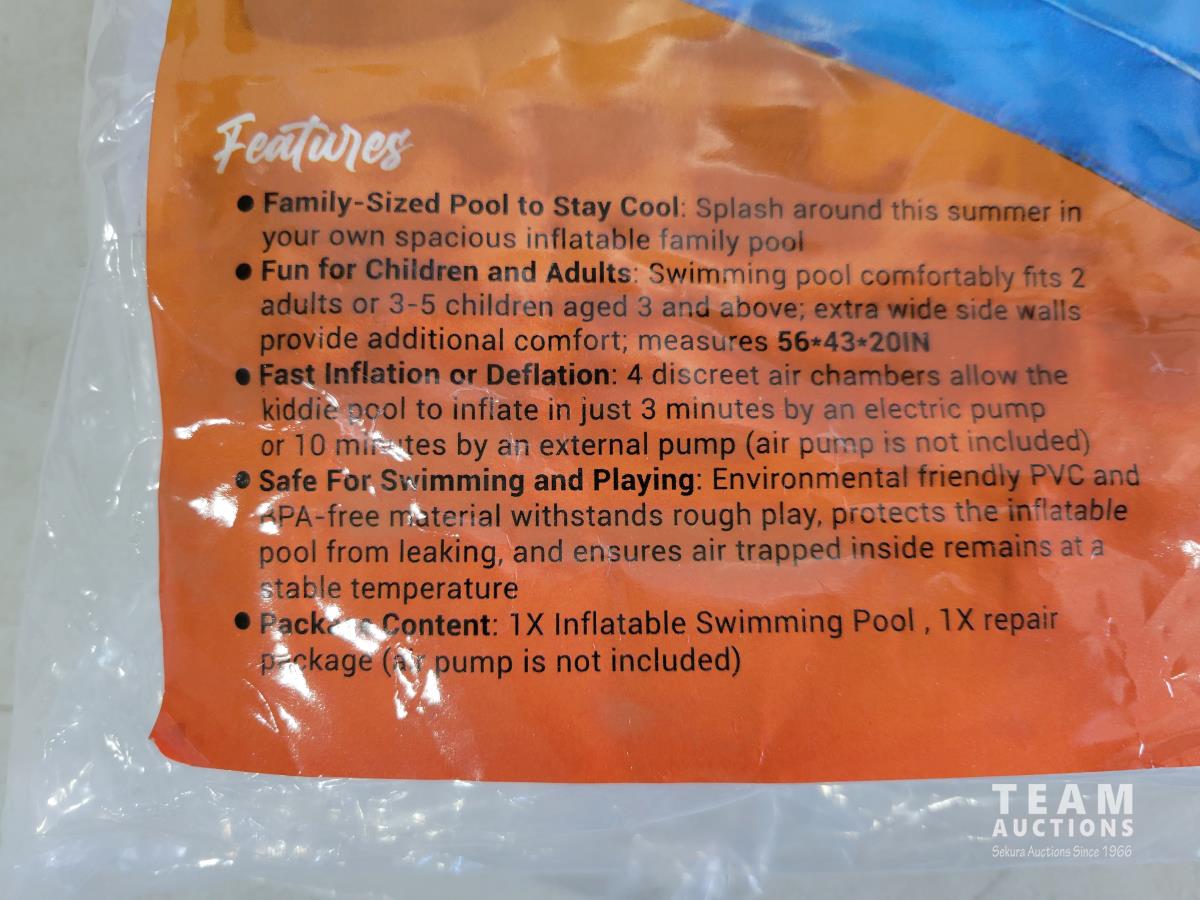 Features
● Family-Sized Pool to Stay Cool: Splash around this summer in
your own spacious inflatable family pool
● Fun for Children and Adults: Swimming pool comfortably fits 2
adults or 3-5 children aged 3 and above; extra wide side walls
provide additional comfort; measures 56*43*20IN
● Fast Inflation or Deflation: 4 discreet air chambers allow the
kiddie pool to inflate in just 3 minutes by an electric pump
or 10 minutes by an external pump (air pump is not included)
● Safe For Swimming and Playing: Environmental friendly PVC and
BPA-free material withstands rough play, protects the inflatable
pool from leaking, and ensures air trapped inside remains at a
stable temperature
● Package Content: 1X Inflatable Swimming Pool , 1X repair
package (air pump is not included)
TEAM
AUCTIONS
Sekura Auctions Since 1966